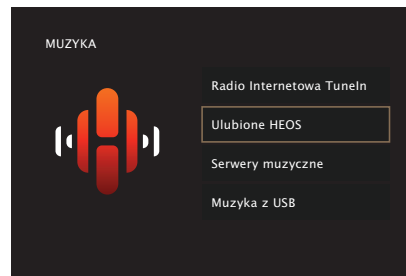 MUZYKA
Radio Internetowa TuneIn
Ulubione HEOS
Serwery muzyczne
Muzyka z USB